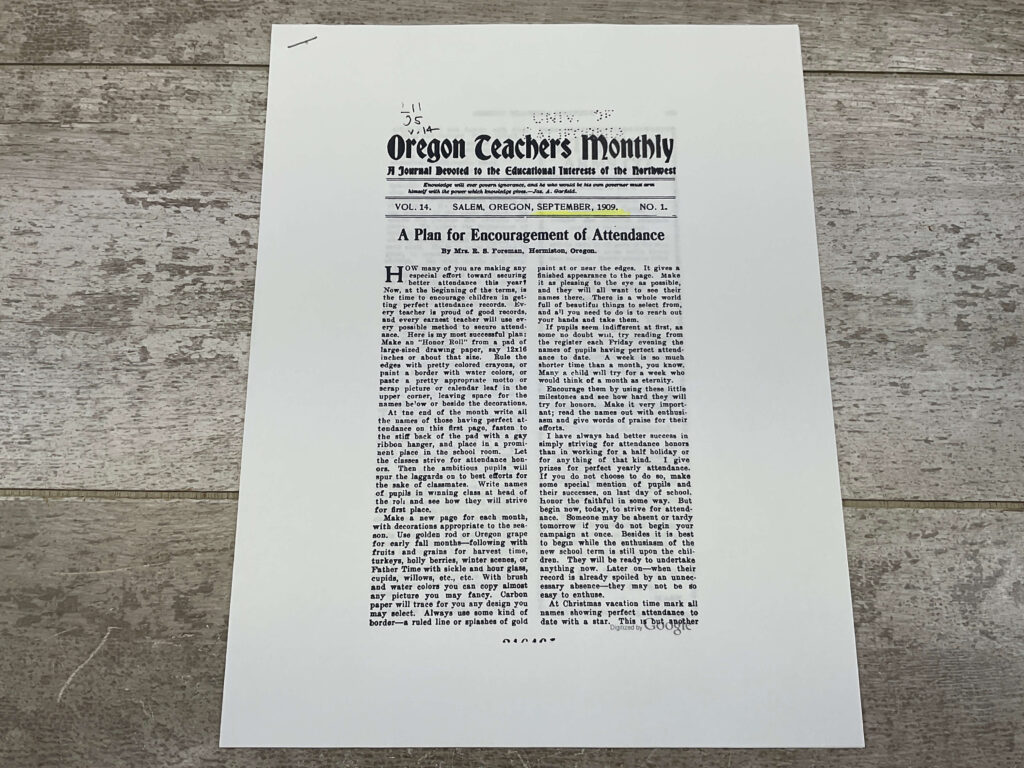 L11
O5
v.14
UNIV. OF
CALIFORNIA
Oregon Teachers Monthly
A Journal Devoted to the Educational Interests of the Northwest
Knowledge will ever govern ignorance, and he who would be his own governor must arm
himself with the power which knowledge gives.—Jas. A. Garfield.
VOL. 14. SALEM, OREGON, SEPTEMBER, 1909. NO. 1.
A Plan for Encouragement of Attendance
By Mrs. R. S. Foreman, Hermiston, Oregon.
HOW many of you are making any
especial effort toward securing
better attendance this year?
Now, at the beginning of the terms, is
the time to encourage children in get-
ting perfect attendance records. Ev-
ery teacher is proud of good records,
and every earnest teacher will use ev-
ery possible method to secure attend-
ance. Here is my most successful plan:
Make an "Honor Roll" from a pad of
large-sized drawing paper, say 12x16
inches or about that size. Rule the
edges with pretty colored crayons, or
paint a border with water colors, or
paste a pretty appropriate motto or
scrap picture or calendar leaf in the
upper corner, leaving space for the
names below or beside the decorations.
At the end of the month write all
the names of those having perfect at-
tendance on this first page, fasten to
the stiff back of the pad with a gay
ribbon hanger, and place in a promi-
nent place in the school room. Let
the classes strive for attendance hon-
ors. Then the ambitious pupils will
spur the laggards on to best efforts for
the sake of classmates. Write names
of pupils in winning class at head of
the roll and see how they will strive
for first place.
Make a new page for each month,
with decorations appropriate to the sea-
son. Use golden rod or Oregon grape
for early fall months—following with
fruits and grains for harvest time,
turkeys, holly berries, winter scenes, or
Father Time with sickle and hour glass,
cupids, willows, etc., etc. With brush
and water colors you can copy almost
any picture you may fancy. Carbon
paper will trace for you any design you
may select. Always use some kind of
border—a ruled line or splashes of gold
paint at or near the edges. It gives a
finished appearance to the page. Make
it as pleasing to the eye as possible,
and they will all want to see their
names there. There is a whole world
full of beautiful things to select from,
and all you need to do is to reach out
your hands and take them.
If pupils seem indifferent at first, as
some no doubt will, try reading from
the register each Friday evening the
names of pupils having perfect attend-
ance to date. A week is so much
shorter time than a month, you know.
Many a child will try for a week who
would think of a month as eternity.
Encourage them by using these little
milestones and see how hard they will
try for honors. Make it very import-
ant; read the names out with enthusi-
asm and give words of praise for their
efforts.
I have always had better success in
simply striving for attendance honors
than in working for a half holiday or
for anything of that kind. I give
prizes for perfect yearly attendance.
If you do not choose to do so, make
some special mention of pupils and
their successes, on last day of school,
honor the faithful in some way. But
begin now, today, to strive for attend-
ance. Someone may be absent or tardy
tomorrow if you do not begin your
campaign at once. Besides it is best
to begin while the enthusiasm of the
new school term is still upon the chil-
dren. They will be ready to undertake
anything now. Later on—when their
record is already spoiled by an unnec-
essary absence—they may not be so
easy to enthuse.
At Christmas vacation time mark all
names showing perfect attendance to
date with a star. This is but another
Digitized by Google